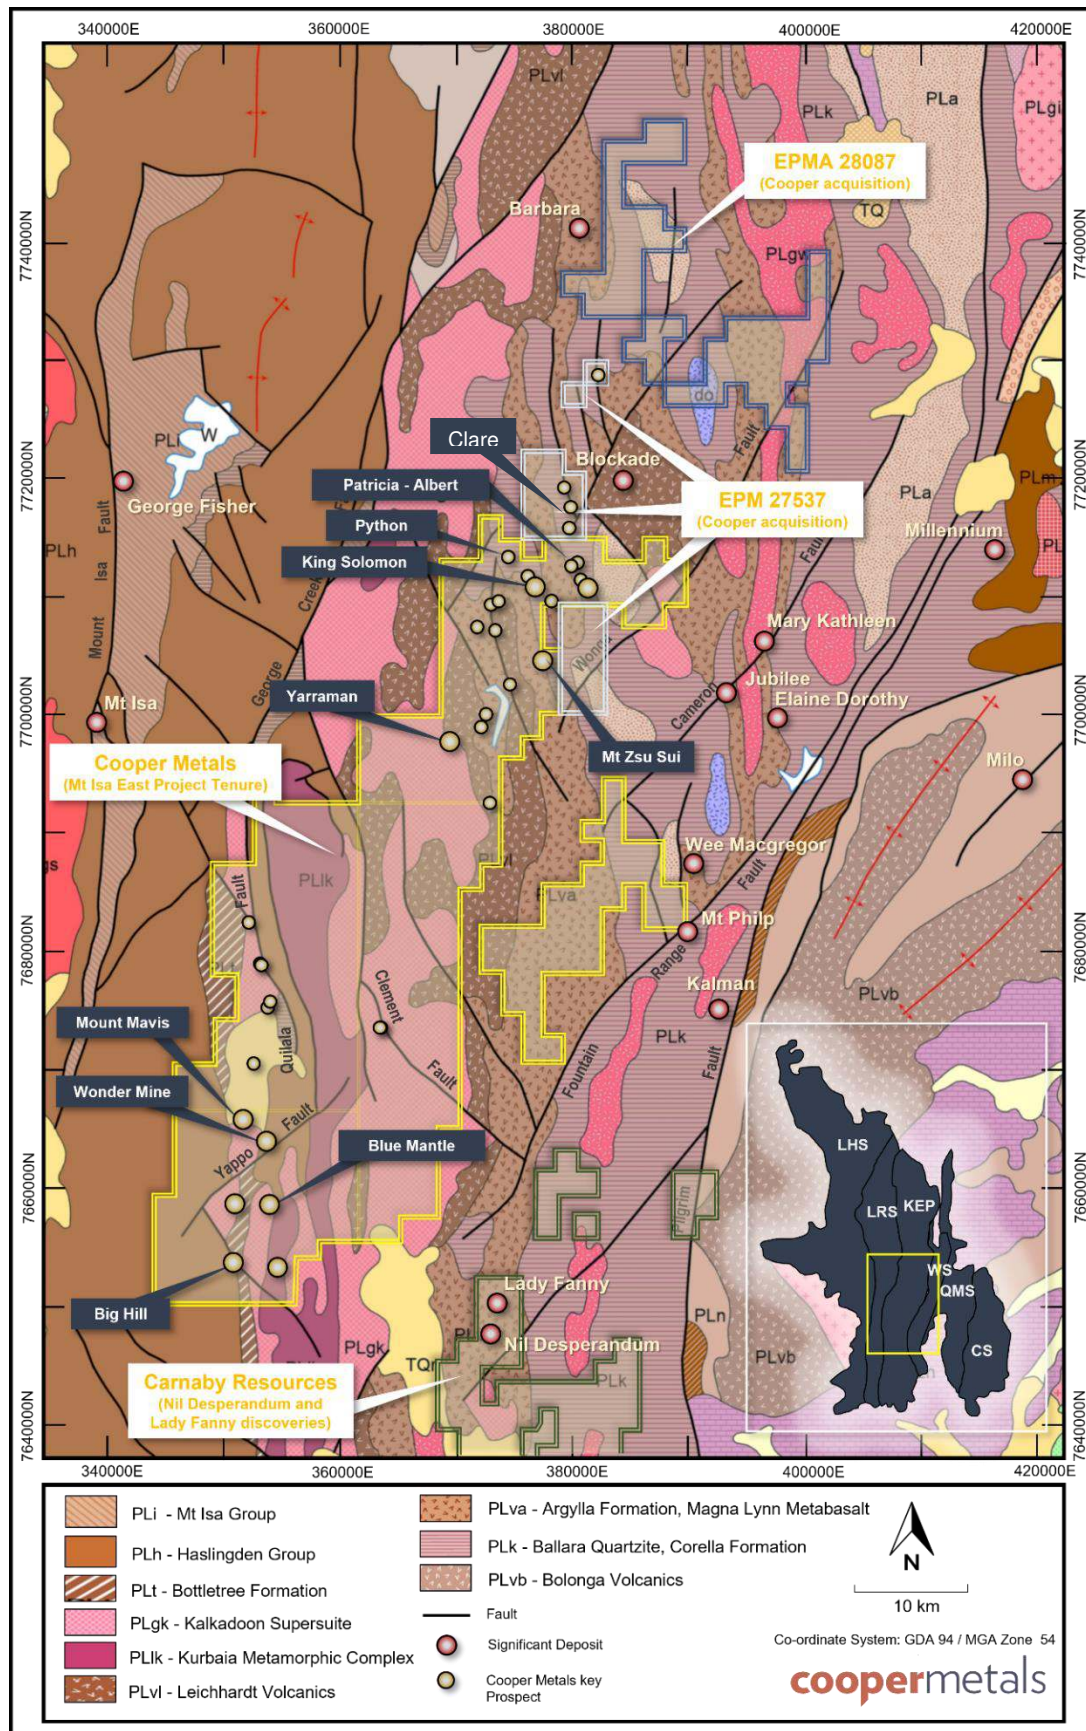 340000E 360000E 380000E 400000E 420000E
7740000N
7720000N
7700000N
7680000N
7660000N
7640000N
7740000N
7720000N
7700000N
7680000N
7660000N
7640000N
PLvl
PLk
PLa
PLgi
EPMA 28087
(Cooper acquisition)
TQ
Barbara
PLgw
W
do
Fault
Clare
Blockade
PLi
George Fisher
Patricia - Albert
EPM 27537
(Cooper acquisition)
PLa
PLm
Millennium
Python
King Solomon
PLh
Mount Isa Fault
Creek
George
Fault
PL
Mary Kathleen
Wong
Jubilee
Cameron
Elaine Dorothy
Mt Isa
Yarraman
Mt Zsu Sui
Milo
Cooper Metals
(Mt Isa East Project Tenure)
Wee Macgregor
gs
PLlk
PLva
Fault
Fault
Mt Philp
Range
Clement
Kalman
PLvb
Mount Mavis
Quilala
PLk
Fault
Fountain
Wonder Mine
Fault
Fault
Yappo
Blue Mantle
Pilgrim
LHS
LRS
KEP
WS
QMS
CS
Big Hill
Lady Fanny
PLn
PLgk
Nil Desperandum
PLvb
TQr
PLk
Carnaby Resources
(Nil Desperandum and
Lady Fanny discoveries)
340000E 360000E 380000E 400000E 420000E
PLi - Mt Isa Group
PLh - Haslingden Group
PLt - Bottletree Formation
PLgk - Kalkadoon Supersuite
PLlk - Kurbaia Metamorphic Complex
PLvl - Leichhardt Volcanics
PLva - Argylla Formation, Magna Lynn Metabasalt
PLk - Ballara Quartzite, Corella Formation
PLvb - Bolonga Volcanics
Fault
Significant Deposit
Cooper Metals key
Prospect
N
10 km
Co-ordinate System: GDA 94 / MGA Zone 54
coopermetals